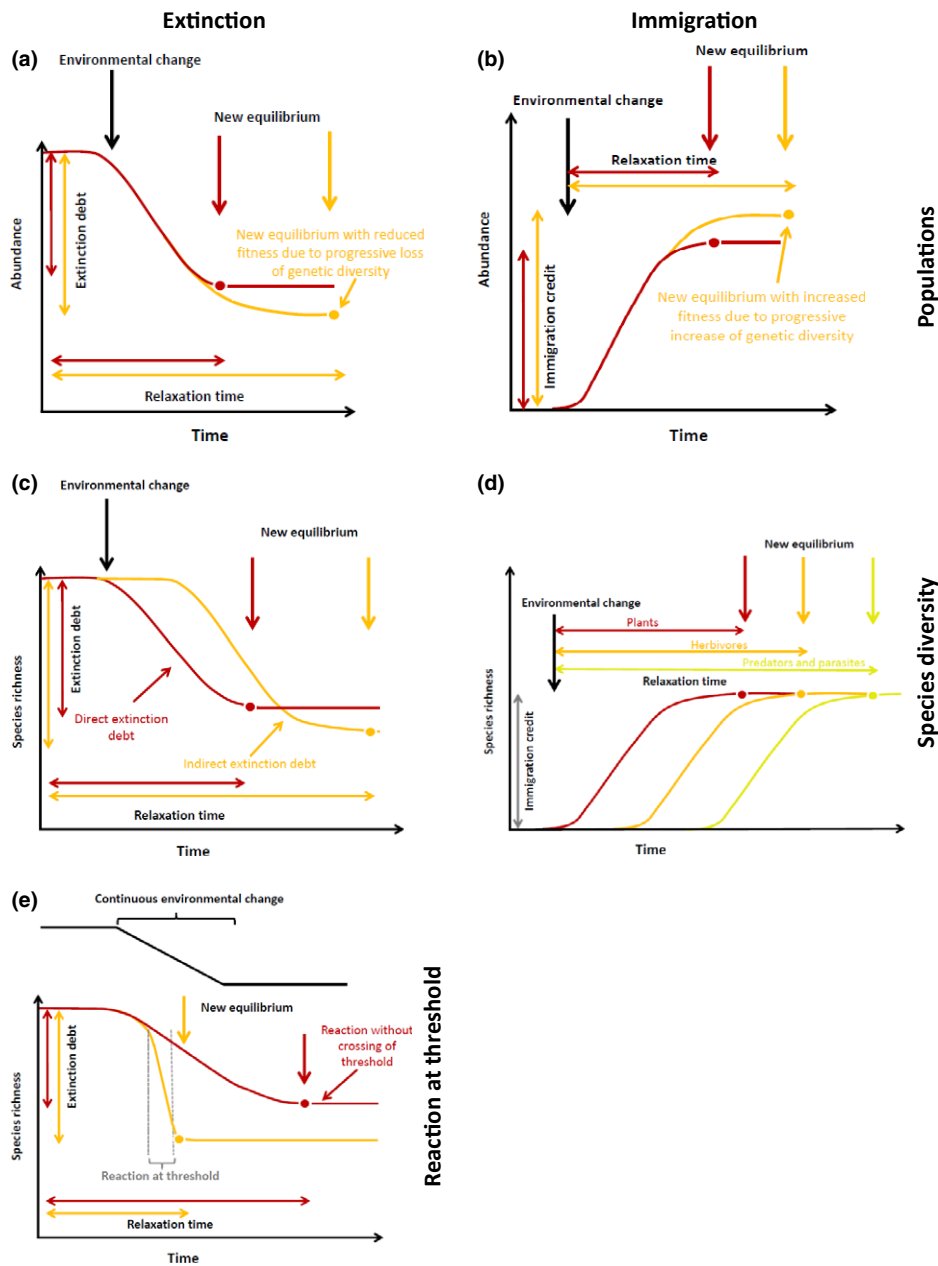 Extinction
Immigration
(a)
Environmental change
New equilibrium
Abundance
Extinction debt
New equilibrium with reduced
fitness due to progressive loss
of genetic diversity
Relaxation time
Time
(b)
New equilibrium
Environmental change
Relaxation time
Abundance
Immigration credit
New equilibrium with increased
fitness due to progressive
increase of genetic diversity
Time
Populations
(c)
Environmental change
New equilibrium
Species richness
Extinction debt
Direct extinction
debt
Indirect extinction debt
Relaxation time
Time
(d)
New equilibrium
Environmental change
Plants
Herbivores
Predators and parasites
Relaxation time
Species richness
Immigration credit
Time
Species diversity
(e)
Continuous environmental change
New equilibrium
Species richness
Extinction debt
Reaction without
crossing of
threshold
Reaction at threshold
Relaxation time
Time
Reaction at threshold